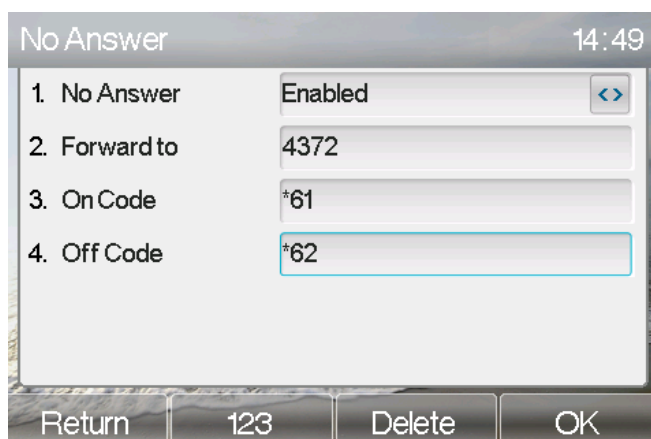 No Answer 14:49
1. No Answer Enabled <>
2. Forward to 4372
3. On Code *61
4. Off Code *62
Return 123 Delete OK